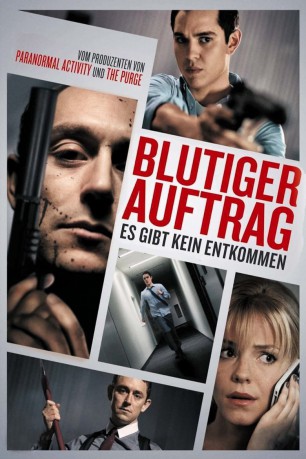 VOM PRODUZENTEN VON
PARANORMAL ACTIVITY UND THE PURGE
BLUTIGER
AUFTRAG
ES GIBT KEIN ENTKOMMEN